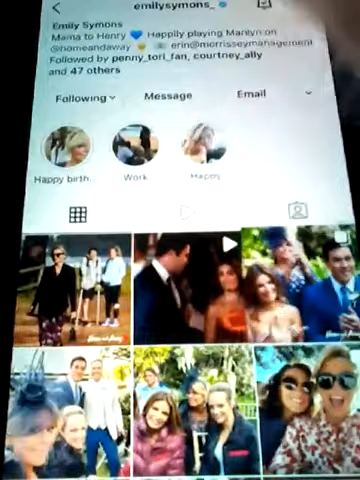 emilysymons_
Emily Symons
Mama to Henry 💙 Happily playing Marilyn on
@homeandaway 💛 📧 erin@morrisseymanagement
Followed by penny_tori_fan, courtney_ally
and 47 others
Following Message Email
Happy birth... Work Happy